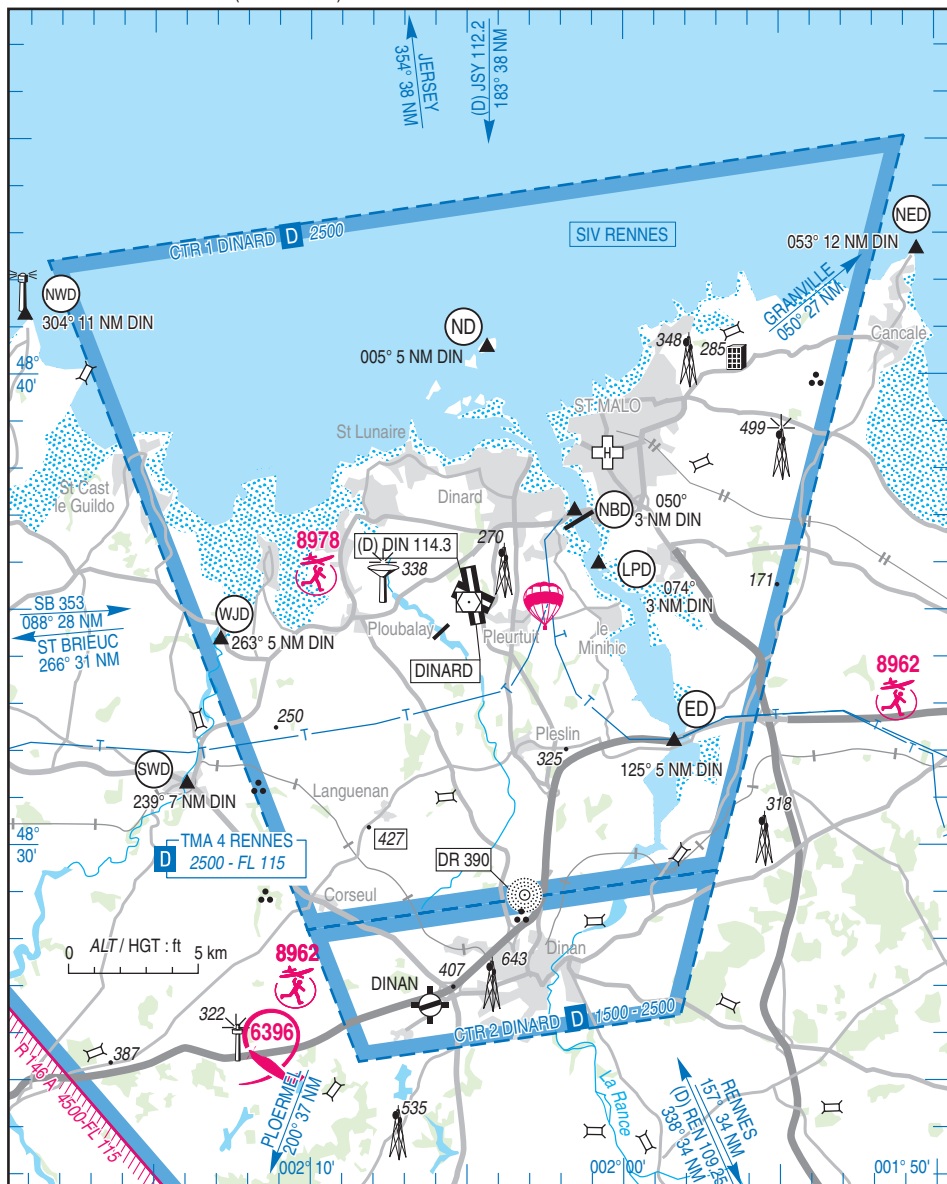 JERSEY
354° 38 NM
(D) JSY 112.2
183° 38 NM
CTR 1 DINARD D 2500
SIV RENNES
NED
053° 12 NM DIN
NWD
304° 11 NM DIN
ND
005° 5 NM DIN
GRANVILLE
050° 27 NM
Cancale
48°
40'
348
285
ST MALO
499
St Lunaire
H
St Cast
le Guildo
Dinard
NBD
050°
3 NM DIN
8978
(D) DIN 114.3
270
338
LPD
074°
3 NM DIN
171
SB 353
088° 28 NM
ST BRIEUC
266° 31 NM
WJD
263° 5 NM DIN
Ploubalay
Pleurtuit
le
Minihic
DINARD
8962
ED
125° 5 NM DIN
250
T
T
T
T
T
T
T
T
Pleslin
325
SWD
239° 7 NM DIN
Languenan
427
318
48°
30'
TMA 4 RENNES
D 2500 - FL 115
DR 390
Corseul
0 ALT / HGT : ft 5 km
8962
Dinan
DINAN
407
643
322
6396
CTR 2 DINARD D 1500 - 2500
387
R 146 A 4500-FL 115
PLOERMEL
200° 37 NM
535
La Rance
RENNES
157° 34 NM
(D) REN 109.25
338° 34 NM
002° 10'
002° 00'
001° 50'